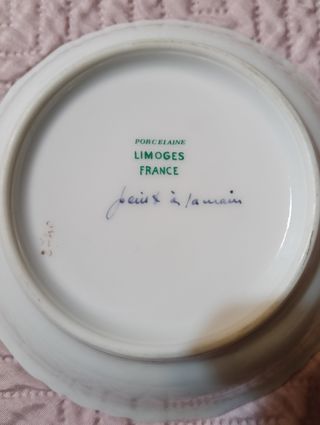 PORCELAINE
LIMOGES
FRANCE
peint à la main